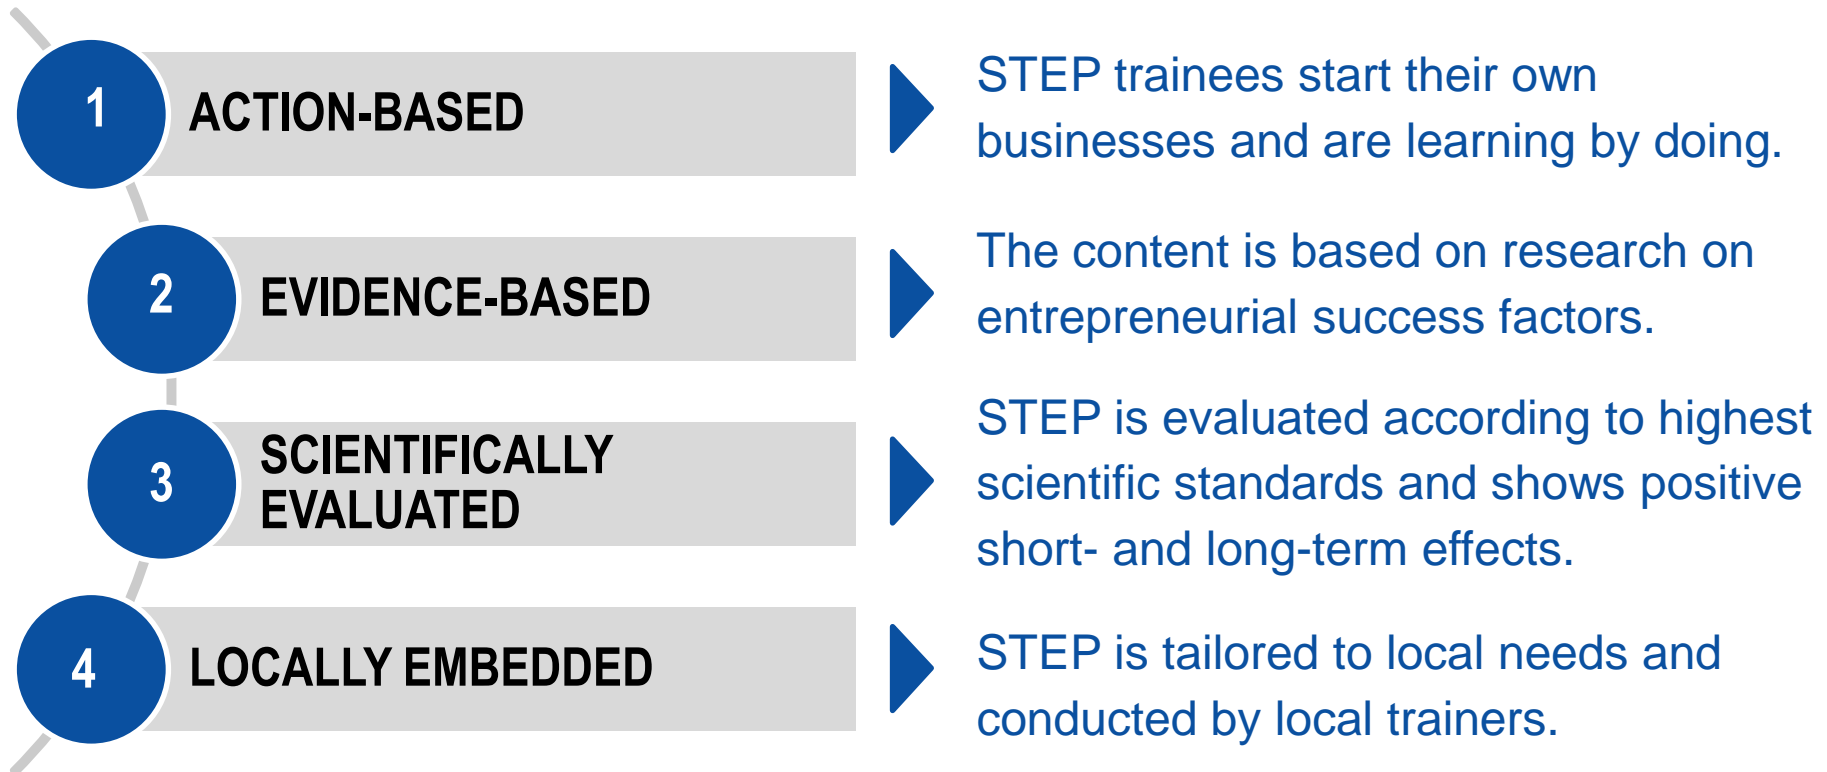 1
ACTION-BASED
STEP trainees start their own
businesses and are learning by doing.
2
EVIDENCE-BASED
The content is based on research on
entrepreneurial success factors.
3
SCIENTIFICALLY
EVALUATED
STEP is evaluated according to highest
scientific standards and shows positive
short- and long-term effects.
4
LOCALLY EMBEDDED
STEP is tailored to local needs and
conducted by local trainers.